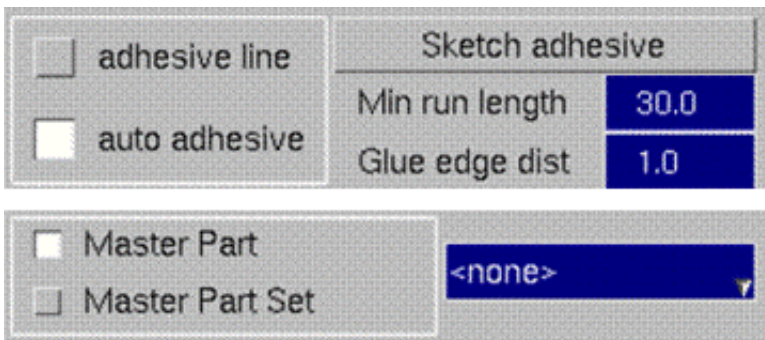 adhesive line
auto adhesive
Sketch adhesive
Min run length 30.0
Glue edge dist 1.0
Master Part
Master Part Set
<none>